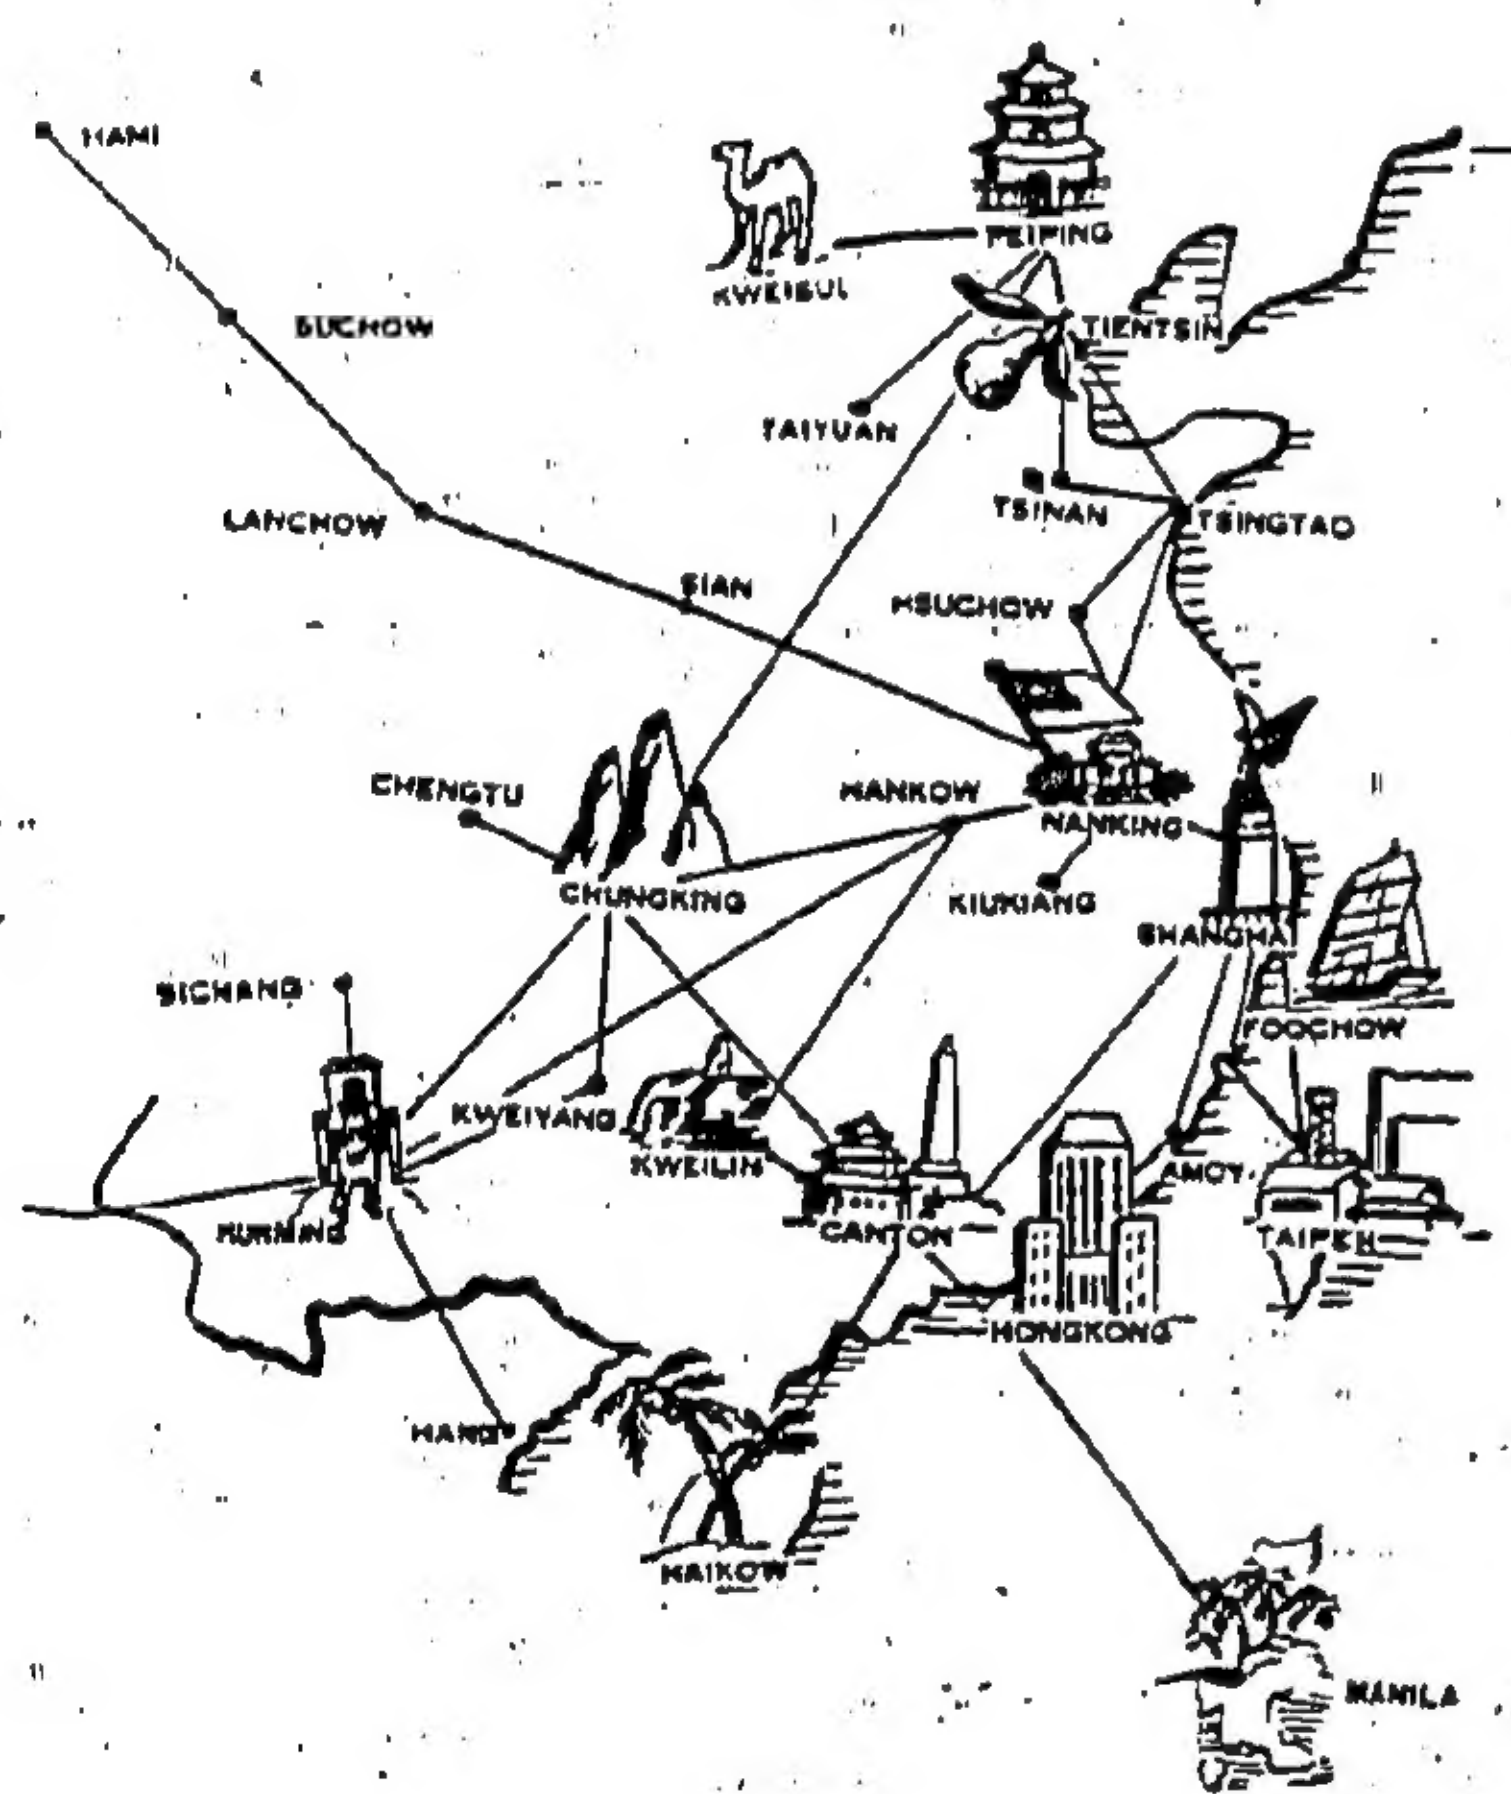 HAMI
PEIPING
KWEISUI
SUCHOW
TIENTSIN
TAIYUAN
LANCHOW
TSINAN
TSINGTAO
SIAN
HSUCHOW
CHENGTU
HANKOW
NANKING
CHUNGKING
KIUKIANG
SHANGHAI
SICHANG
FOOCHOW
KWEIYANG
KWEILIN
AMOY
KUNMING
CANTON
TAIPEH
HONGKONG
HANOI
HAIKOW
MANILA